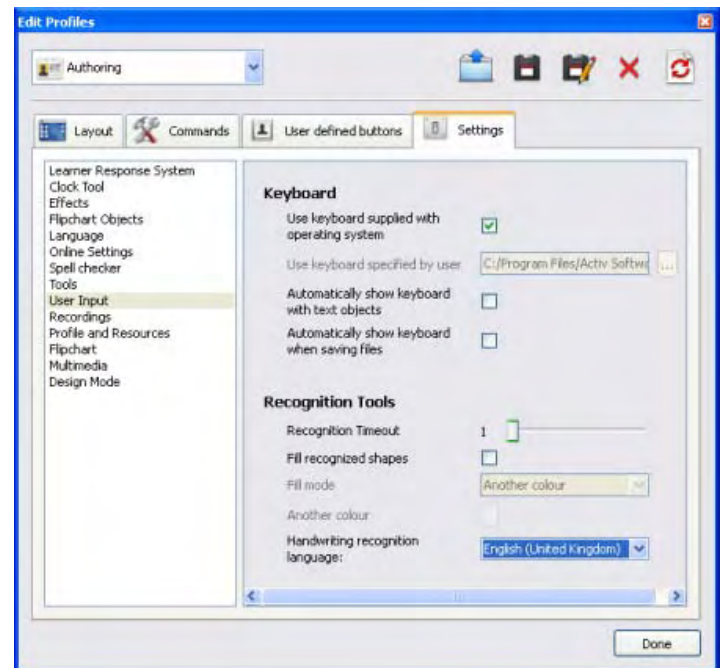 Edit Profiles
Authoring
Layout
Commands
User defined buttons
Settings
Learner Response System
Clock Tool
Effects
Flipchart Objects
Language
Online Settings
Spell checker
Tools
User Input
Recordings
Profile and Resources
Flipchart
Multimedia
Design Mode
Keyboard
Use keyboard supplied with
operating system
Use keyboard specified by user
C:/Program Files/Activ Softwa
...
Automatically show keyboard
with text objects
Automatically show keyboard
when saving files
Recognition Tools
Recognition Timeout
1
Fill recognized shapes
Fill mode
Another colour
Another colour
Handwriting recognition
language:
English (United Kingdom)
Done